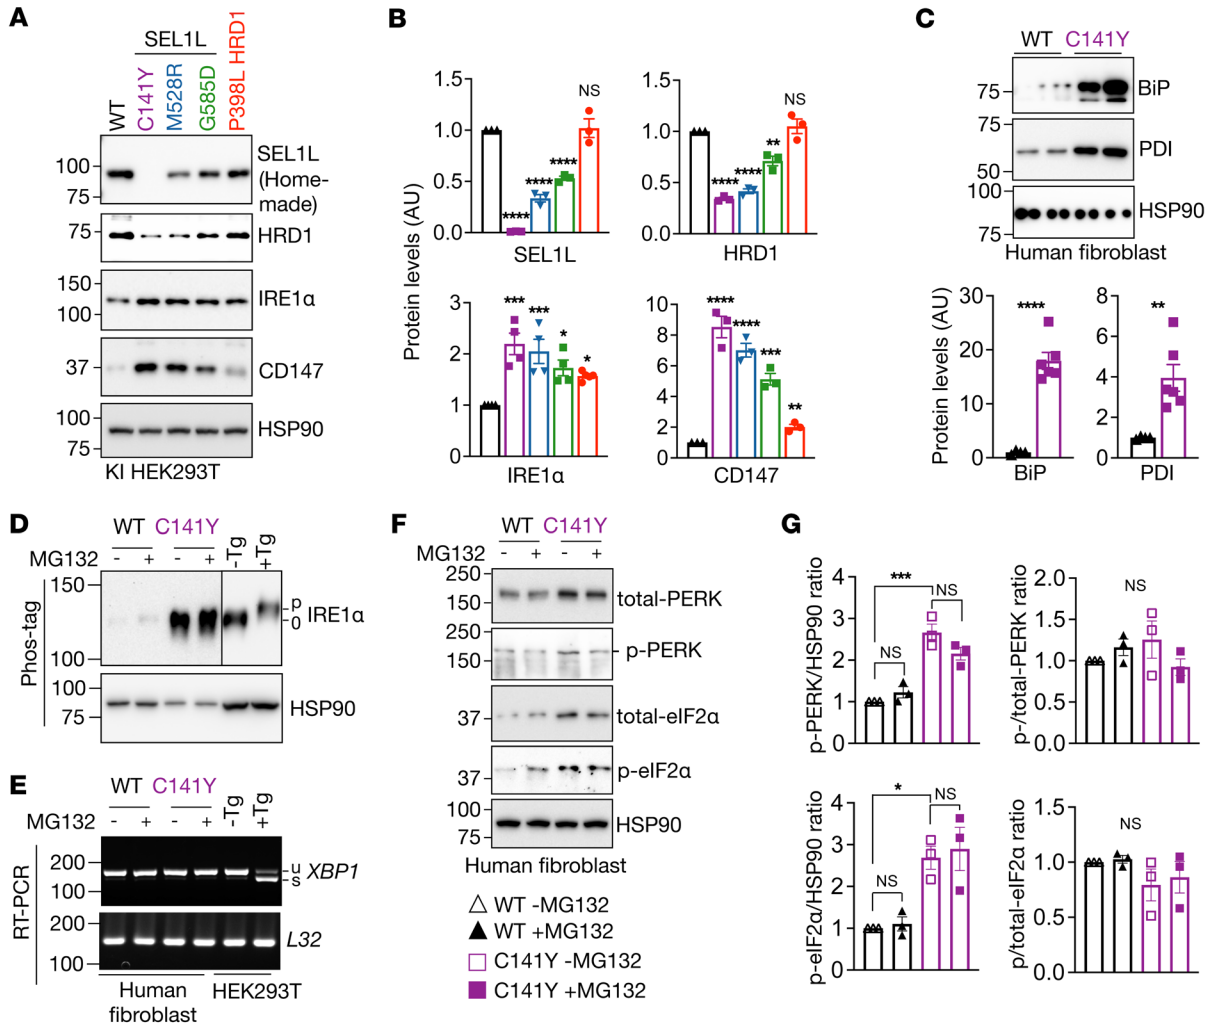 A
SEL1L
WT
C141Y
M528R
G585D
P398L HRD1
100
75
SEL1L
(Home-
made)
75
HRD1
150
100
IRE1α
37
CD147
100
75
HSP90
KI HEK293T
B
Protein levels (AU)
1.5
1.0
0.5
0.0
****
****
****
NS
SEL1L
1.5
1.0
0.5
0.0
****
****
**
NS
HRD1
3
2
1
0
***
***
*
*
IRE1α
10
8
6
4
2
0
****
****
***
**
CD147
C
WT C141Y
75
BiP
75
50
PDI
100
75
HSP90
Human fibroblast
Protein levels (AU)
30
20
10
0
****
BiP
8
6
4
2
0
**
PDI
D
WT C141Y
-Tg
+Tg
MG132 - + - +
Phos-tag
150
100
p
0
IRE1α
100
75
HSP90
E
WT C141Y
-Tg
+Tg
MG132 - + - +
RT-PCR
200
100
u
s
XBP1
200
100
L32
Human
fibroblast
HEK293T
F
WT C141Y
MG132 - + - +
250
150
total-PERK
250
150
p-PERK
37
total-eIF2α
37
p-eIF2α
100
75
HSP90
Human fibroblast
WT -MG132
WT +MG132
C141Y -MG132
C141Y +MG132
G
p-PERK/HSP90 ratio
4
3
2
1
0
***
NS
NS
p-/total-PERK ratio
2.0
1.5
1.0
0.5
0.0
NS
p-eIF2α/HSP90 ratio
4
3
2
1
0
*
NS
NS
p/total-eIF2α ratio
1.5
1.0
0.5
0.0
NS